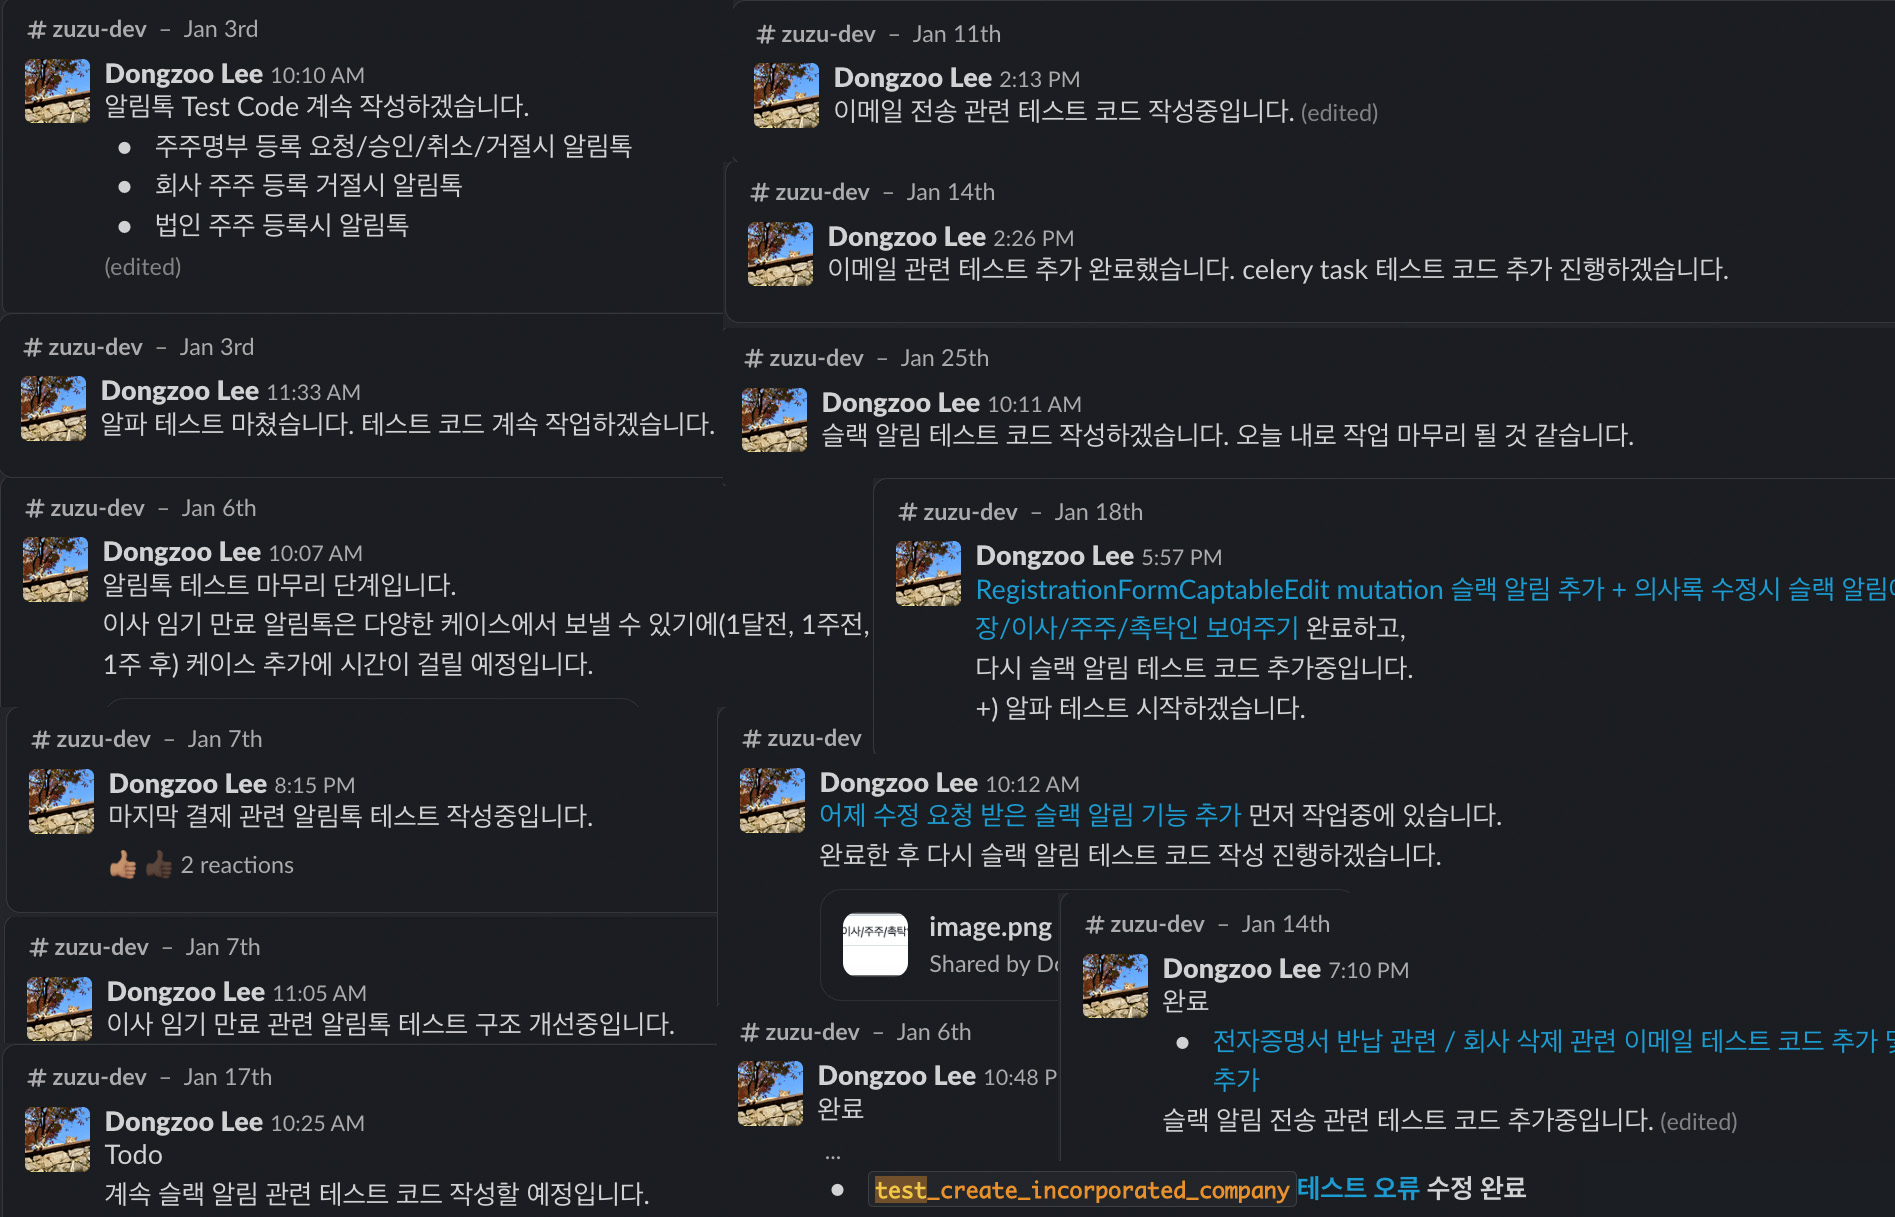 # zuzu-dev – Jan 3rd
Dongzoo Lee 10:10 AM
알림톡 Test Code 계속 작성하겠습니다.
● 주주명부 등록 요청/승인/취소/거절시 알림톡
● 회사 주주 등록 거절시 알림톡
● 법인 주주 등록시 알림톡
(edited)
# zuzu-dev – Jan 3rd
Dongzoo Lee 11:33 AM
알파 테스트 마쳤습니다. 테스트 코드 계속 작업하겠습니다.
# zuzu-dev – Jan 6th
Dongzoo Lee 10:07 AM
알림톡 테스트 마무리 단계입니다.
이사 임기 만료 알림톡은 다양한 케이스에서 보낼 수 있기에(1달전, 1주전,
1주 후) 케이스 추가에 시간이 걸릴 예정입니다.
# zuzu-dev – Jan 7th
Dongzoo Lee 8:15 PM
마지막 결제 관련 알림톡 테스트 작성중입니다.
2 reactions
# zuzu-dev – Jan 7th
Dongzoo Lee 11:05 AM
이사 임기 만료 관련 알림톡 테스트 구조 개선중입니다.
# zuzu-dev – Jan 17th
Dongzoo Lee 10:25 AM
Todo
계속 슬랙 알림 관련 테스트 코드 작성할 예정입니다.
# zuzu-dev – Jan 11th
Dongzoo Lee 2:13 PM
이메일 전송 관련 테스트 코드 작성중입니다. (edited)
# zuzu-dev – Jan 14th
Dongzoo Lee 2:26 PM
이메일 관련 테스트 추가 완료했습니다. celery task 테스트 코드 추가 진행하겠습니다.
# zuzu-dev – Jan 25th
Dongzoo Lee 10:11 AM
슬랙 알림 테스트 코드 작성하겠습니다. 오늘 내로 작업 마무리 될 것 같습니다.
# zuzu-dev – Jan 18th
Dongzoo Lee 5:57 PM
RegistrationFormCaptableEdit mutation 슬랙 알림 추가 + 의사록 수정시 슬랙
장/이사/주주/촉탁인 보여주기 완료하고,
다시 슬랙 알림 테스트 코드 추가중입니다.
+) 알파 테스트 시작하겠습니다.
# zuzu-dev
Dongzoo Lee 10:12 AM
어제 수정 요청 받은 슬랙 알림 기능 추가 먼저 작업중에 있습니다.
완료한 후 다시 슬랙 알림 테스트 코드 작성 진행하겠습니다.
이사/주주/촉탁
image.png
Shared by
# zuzu-dev – Jan 6th
Dongzoo Lee 10:48 P
완료
...
● test_create_incorporated_company 테스트 오류 수정 완료
# zuzu-dev – Jan 14th
Dongzoo Lee 7:10 PM
완료
● 전자증명서 반납 관련 / 회사 삭제 관련 이메일 테스트 코드 추가
추가
슬랙 알림 전송 관련 테스트 코드 추가중입니다. (edited)